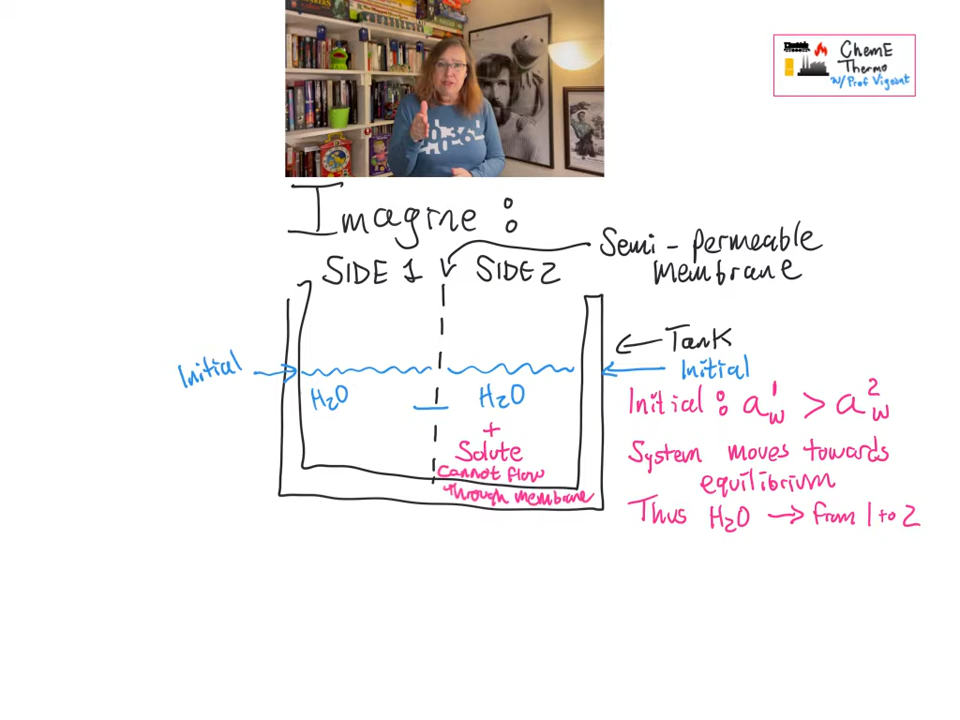 ChemE
Thermo
w/ Prof Vigeant
Imagine :
Semi-permeable
membrane
SIDE 1
SIDE 2
Tank
Initial
Initial
H₂O
H₂O
+
Solute
Cannot flow
Through membrane
Initial : a¹w > a²w
System moves towards
equilibrium
Thus H₂O → from 1 to 2